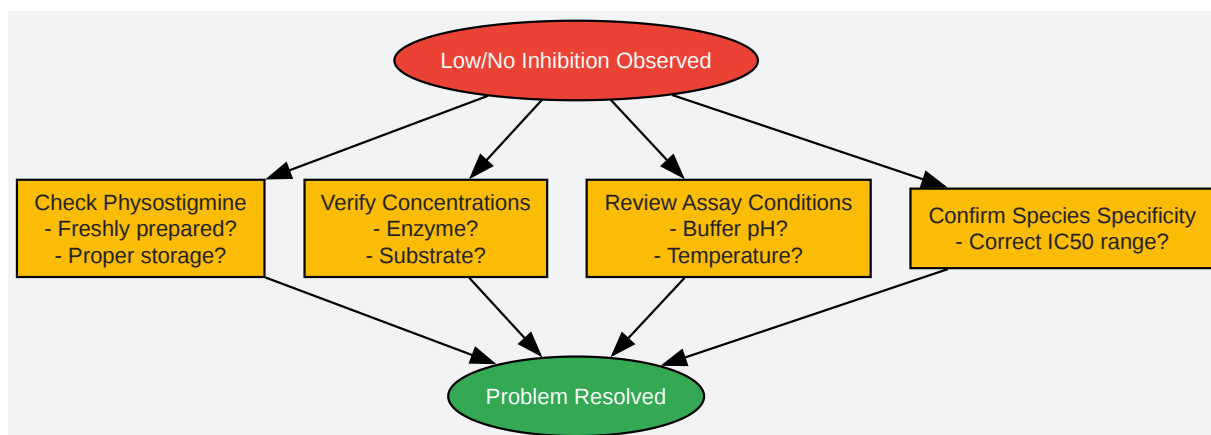 Low/No Inhibition Observed
Check Physostigmine
- Freshly prepared?
- Proper storage?
Verify Concentrations
- Enzyme?
- Substrate?
Review Assay Conditions
- Buffer pH?
- Temperature?
Confirm Species Specificity
- Correct IC50 range?
Problem Resolved